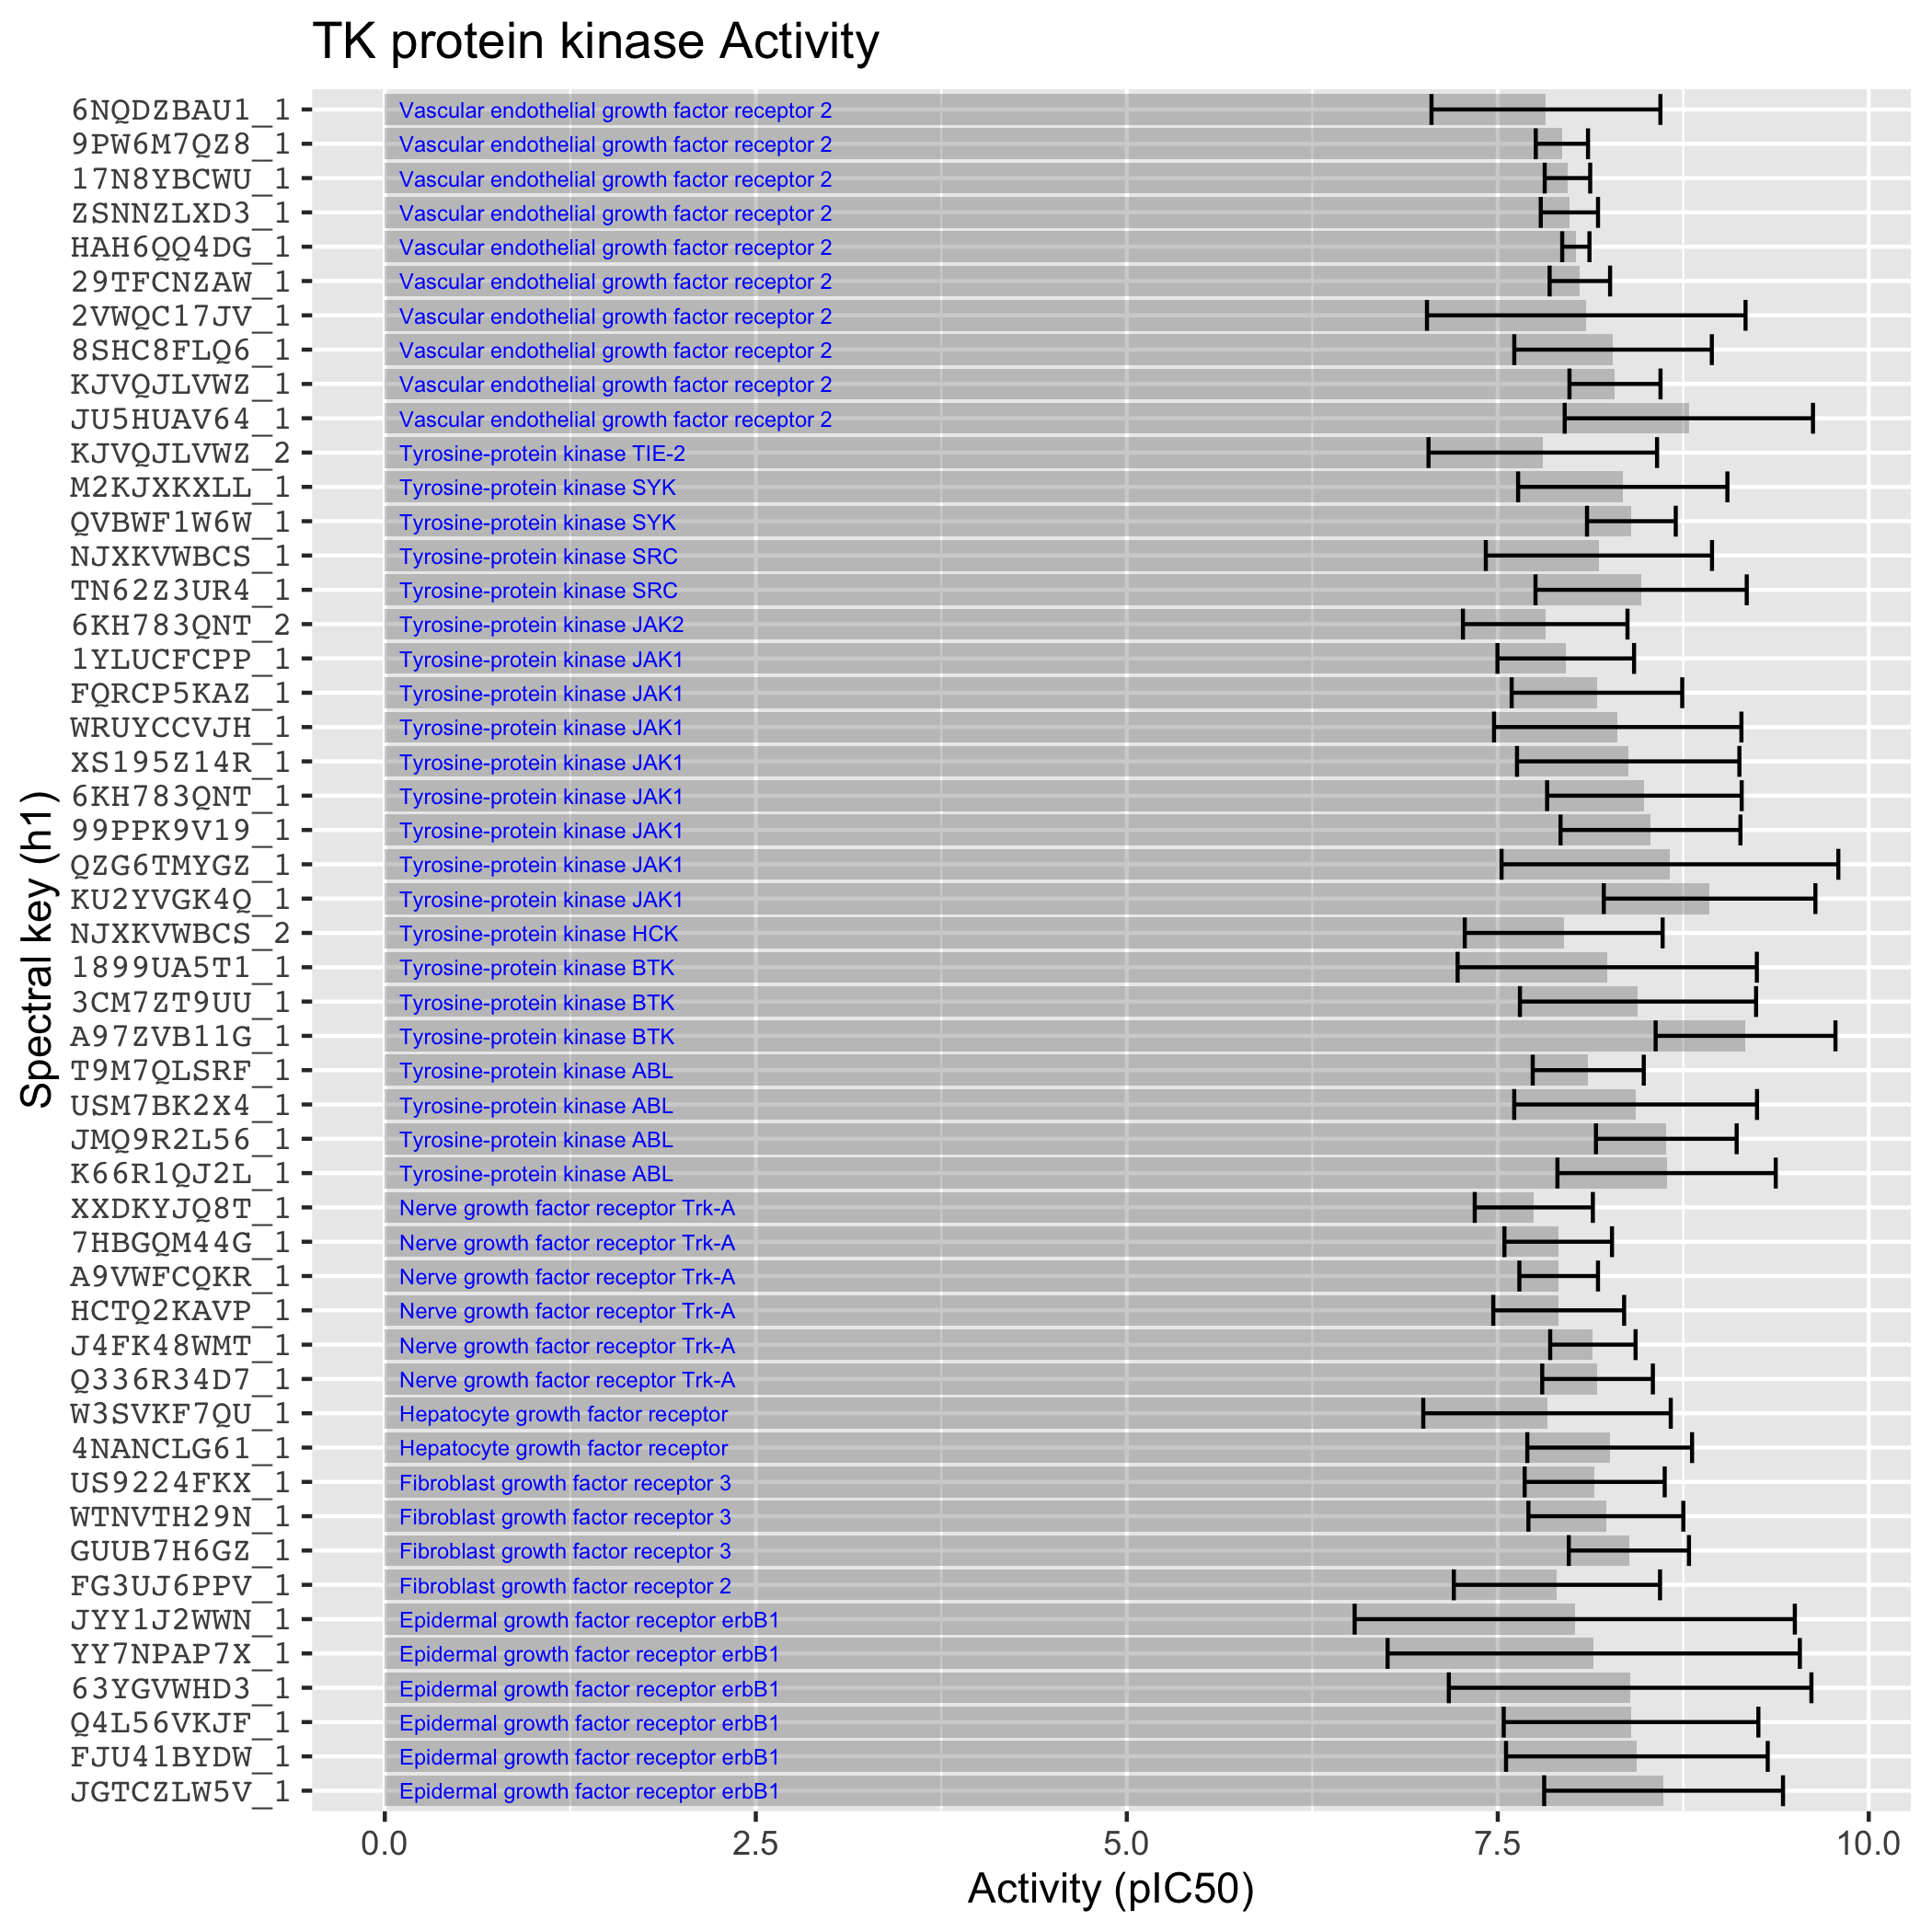 TK protein kinase Activity
6NQDZBAU1_1 Vascular endothelial growth factor receptor 2
9PW6M7QZ8_1 Vascular endothelial growth factor receptor 2
17N8YBCWU_1 Vascular endothelial growth factor receptor 2
ZSNNZLXD3_1 Vascular endothelial growth factor receptor 2
HAH6QQ4DG_1 Vascular endothelial growth factor receptor 2
29TFCNZAW_1 Vascular endothelial growth factor receptor 2
2VWQC17JV_1 Vascular endothelial growth factor receptor 2
8SHC8FLQ6_1 Vascular endothelial growth factor receptor 2
KJVQJLVWZ_1 Vascular endothelial growth factor receptor 2
JU5HUAV64_1 Vascular endothelial growth factor receptor 2
KJVQJLVWZ_2 Tyrosine-protein kinase TIE-2
M2KJXKXLL_1 Tyrosine-protein kinase SYK
QVBWF1W6W_1 Tyrosine-protein kinase SYK
NJXKVWBCS_1 Tyrosine-protein kinase SRC
TN62Z3UR4_1 Tyrosine-protein kinase SRC
6KH783QNT_2 Tyrosine-protein kinase JAK2
1YLUCFCPP_1 Tyrosine-protein kinase JAK1
FQRCP5KAZ_1 Tyrosine-protein kinase JAK1
WRUYCCVJH_1 Tyrosine-protein kinase JAK1
XS195Z14R_1 Tyrosine-protein kinase JAK1
6KH783QNT_1 Tyrosine-protein kinase JAK1
99PPK9V19_1 Tyrosine-protein kinase JAK1
QZG6TMYGZ_1 Tyrosine-protein kinase JAK1
KU2YVGK4Q_1 Tyrosine-protein kinase JAK1
NJXKVWBCS_2 Tyrosine-protein kinase HCK
1899UA5T1_1 Tyrosine-protein kinase BTK
3CM7ZT9UU_1 Tyrosine-protein kinase BTK
A97ZVB11G_1 Tyrosine-protein kinase BTK
T9M7QLSRF_1 Tyrosine-protein kinase ABL
USM7BK2X4_1 Tyrosine-protein kinase ABL
JMQ9R2L56_1 Tyrosine-protein kinase ABL
K66R1QJ2L_1 Tyrosine-protein kinase ABL
XXDKYJQ8T_1 Nerve growth factor receptor Trk-A
7HBGQM44G_1 Nerve growth factor receptor Trk-A
A9VWFCQKR_1 Nerve growth factor receptor Trk-A
HCTQ2KAVP_1 Nerve growth factor receptor Trk-A
J4FK48WMT_1 Nerve growth factor receptor Trk-A
Q336R34D7_1 Nerve growth factor receptor Trk-A
W3SVKF7QU_1 Hepatocyte growth factor receptor
4NANCLG61_1 Hepatocyte growth factor receptor
US9224FKX_1 Fibroblast growth factor receptor 3
WTNVTH29N_1 Fibroblast growth factor receptor 3
GUUB7H6GZ_1 Fibroblast growth factor receptor 3
FG3UJ6PPV_1 Fibroblast growth factor receptor 2
JYY1J2WWN_1 Epidermal growth factor receptor erbB1
YY7NPAP7X_1 Epidermal growth factor receptor erbB1
63YGVWHD3_1 Epidermal growth factor receptor erbB1
Q4L56VKJF_1 Epidermal growth factor receptor erbB1
FJU41BYDW_1 Epidermal growth factor receptor erbB1
JGTCZLW5V_1 Epidermal growth factor receptor erbB1
Spectral key (h1)
0.0 2.5 5.0 7.5 10.0
Activity (pIC50)